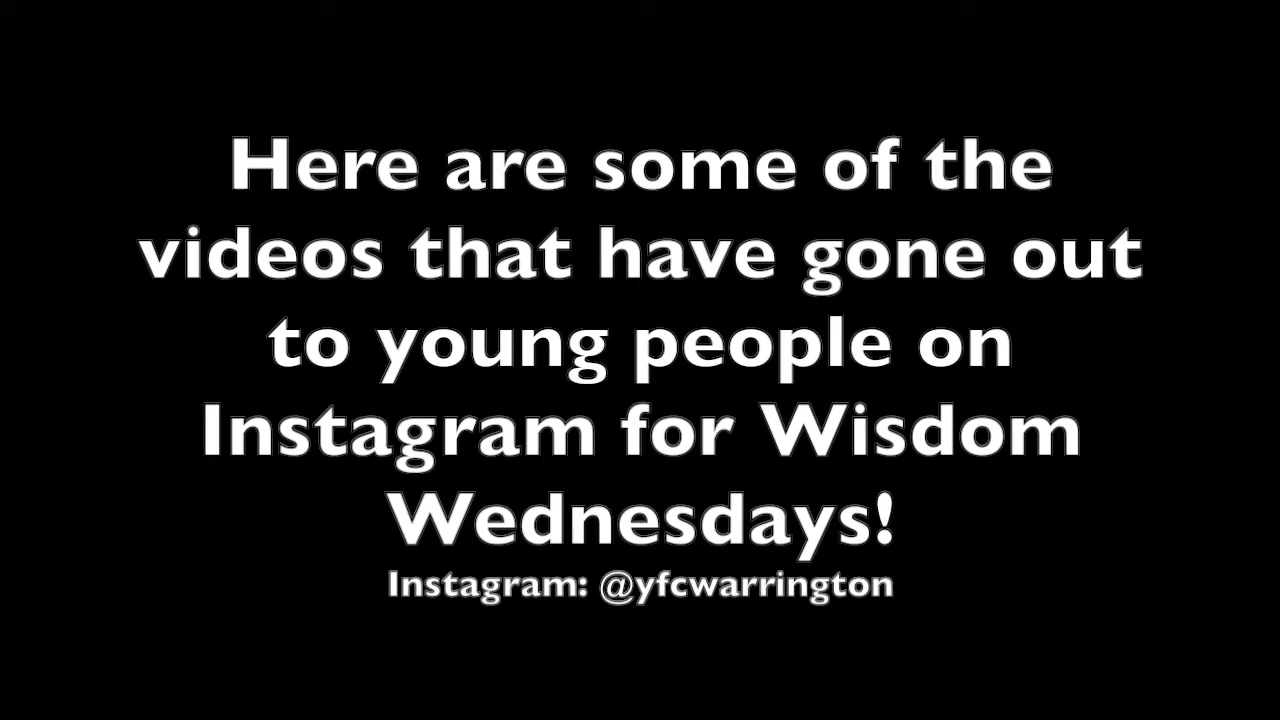 Here are some of the
videos that have gone out
to young people on
Instagram for Wisdom
Wednesdays!
Instagram: @yfcwarrington